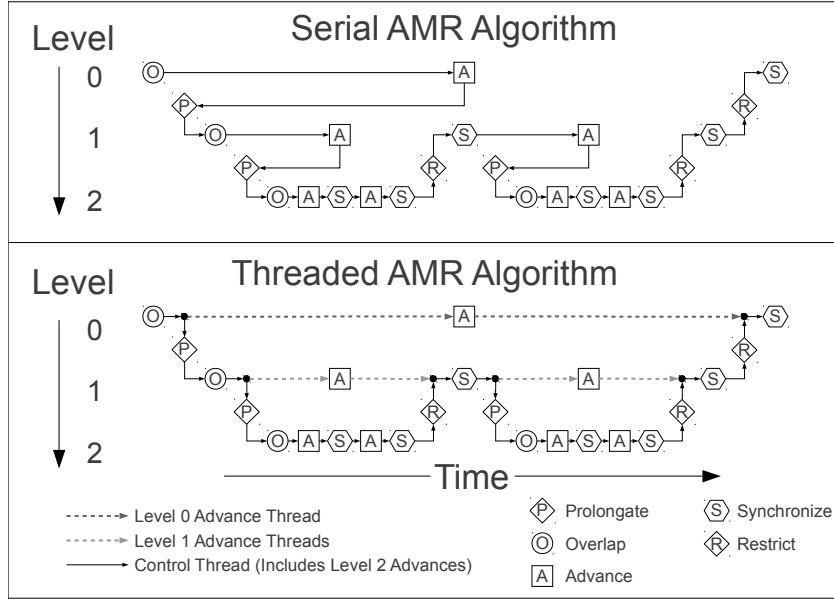 Serial AMR Algorithm
Level
0
O A S
P R
1
O A S A S
P R P R
2
O A S A S O A S A S
Threaded AMR Algorithm
Level
0
O A S
P R
1
O A S A S
P R P R
2
O A S A S O A S A S
Time
Level 0 Advance Thread
Level 1 Advance Threads
Control Thread (Includes Level 2 Advances)
P Prolongate
O Overlap
A Advance
S Synchronize
R Restrict